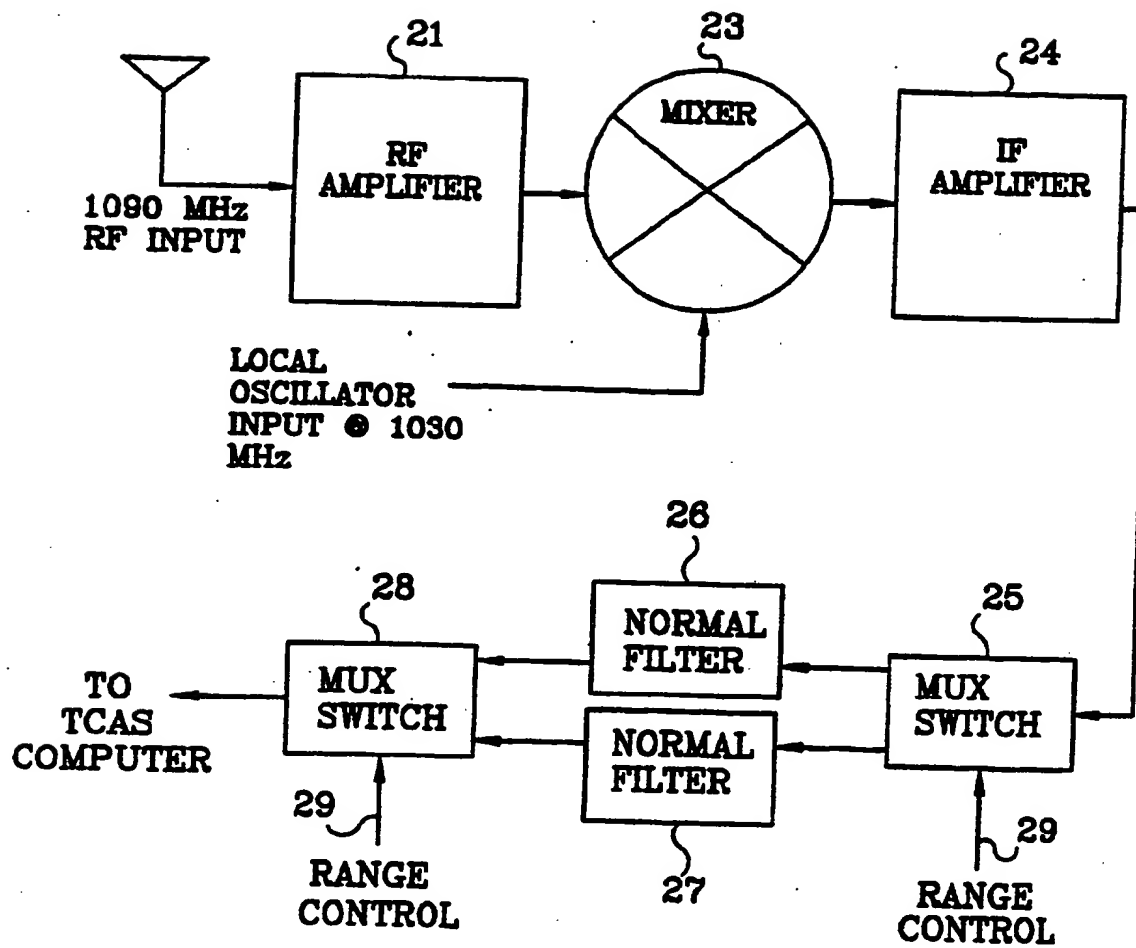 21
23
24
MIXER
RF
AMPLIFIER
IF
AMPLIFIER
1090 MHz
RF INPUT
LOCAL
OSCILLATOR
INPUT @ 1030
MHz
26
28
25
NORMAL
FILTER
MUX
SWITCH
MUX
SWITCH
TO
TCAS
COMPUTER
NORMAL
FILTER
29
27
29
RANGE
CONTROL
RANGE
CONTROL